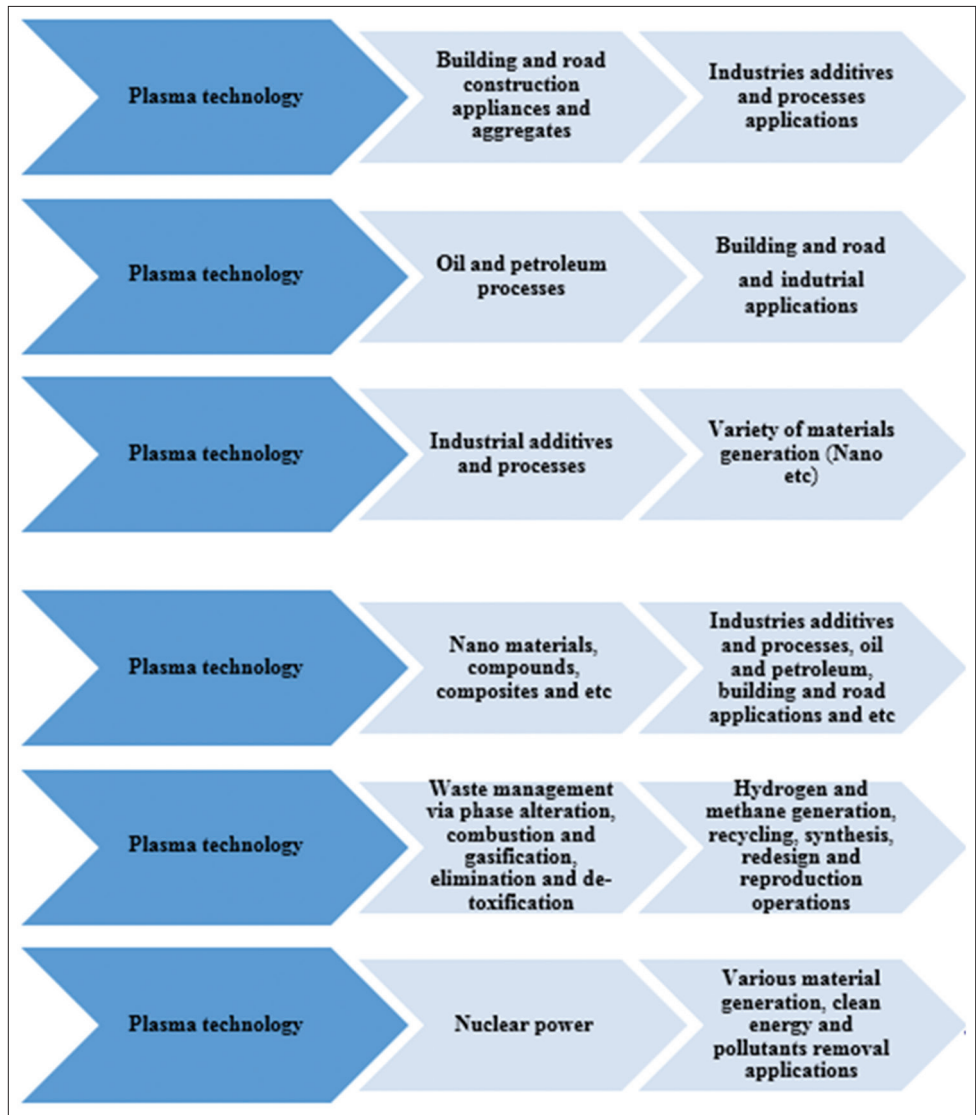 Plasma technology
Building and road
construction
appliances and
aggregates
Industries additives
and processes
applications
Plasma technology
Oil and petroleum
processes
Building and road
and indutrial
applications
Plasma technology
Industrial additives
and processes
Variety of materials
generation (Nano
etc)
Plasma technology
Nano materials,
compounds,
composites and etc
Industries additives
and processes, oil
and petroleum,
building and road
applications and etc
Plasma technology
Waste management
via phase alteration,
combustion and
gasification,
elimination and de-
toxification
Hydrogen and
methane generation,
recycling, synthesis,
redesign and
reproduction
operations
Plasma technology
Nuclear power
Various material
generation, clean
energy and
pollutants removal
applications